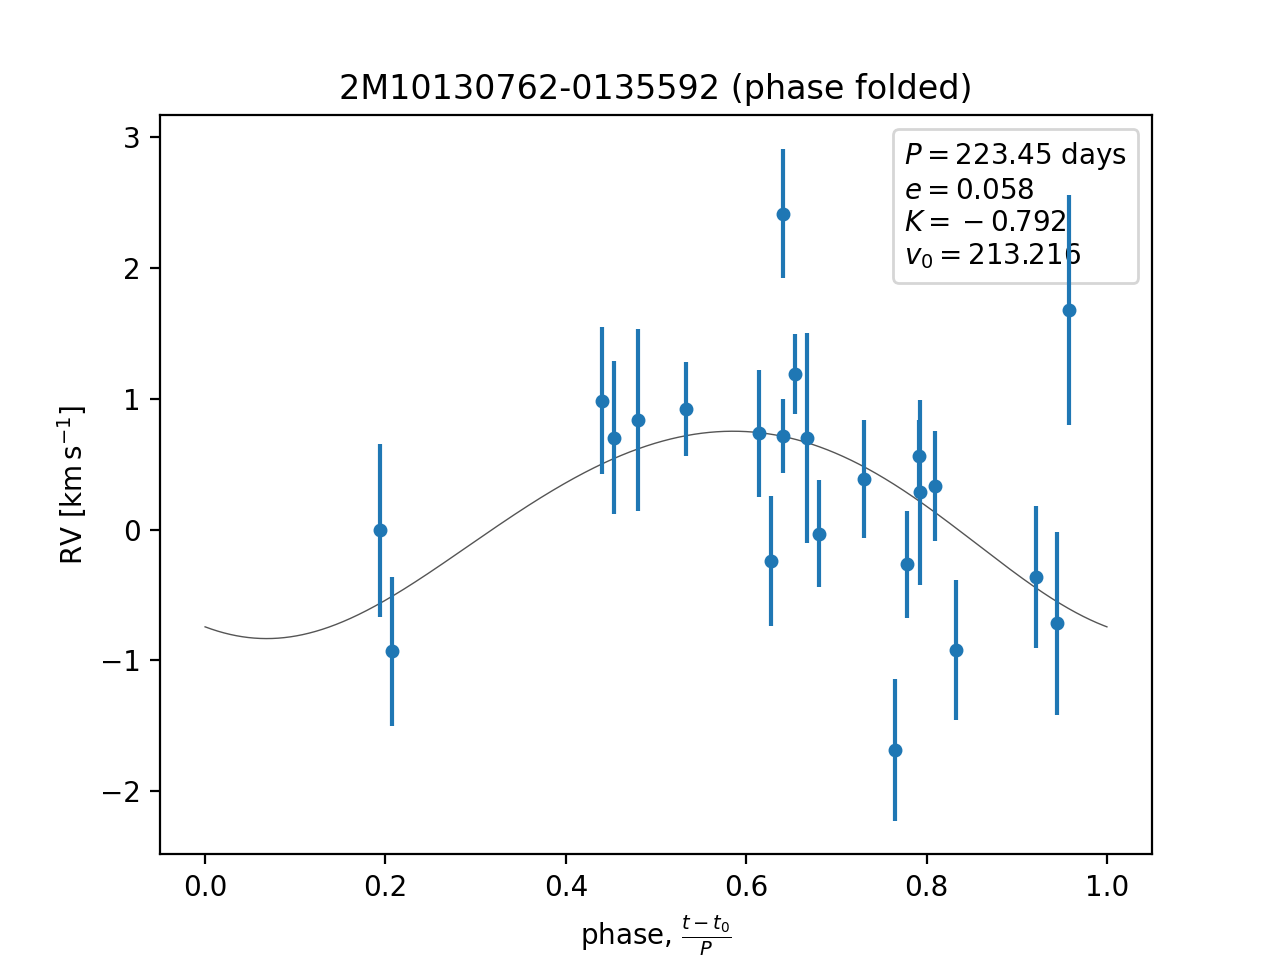 2M10130762-0135592 (phase folded)
P = 223.45 days
e = 0.058
K = −0.792
v₀ = 213.216
3
2
1
0
−1
−2
RV [km s⁻¹]
0.0 0.2 0.4 0.6 0.8 1.0
phase, (t − t₀)/P